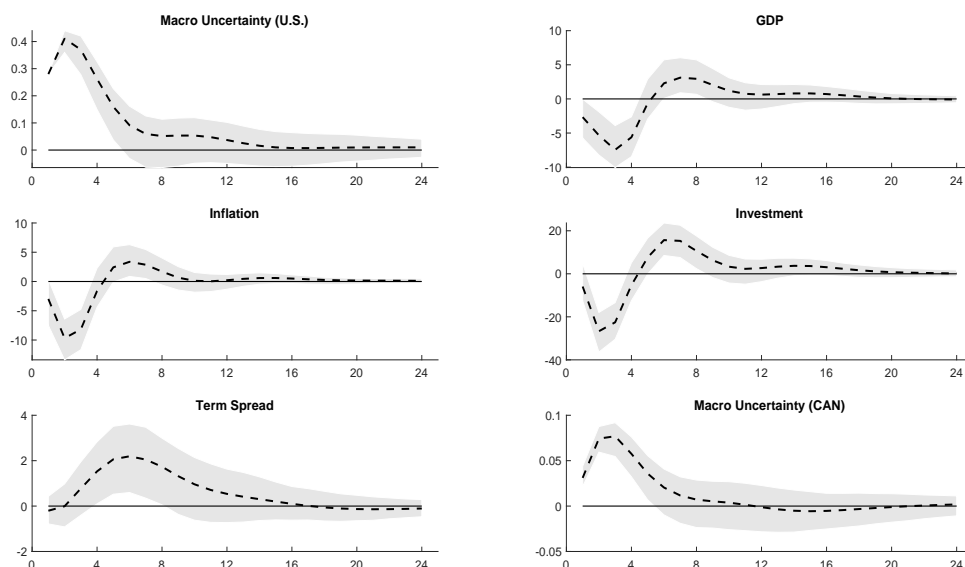 Macro Uncertainty (U.S.)
0.4
0.3
0.2
0.1
0
0 4 8 12 16 20 24
GDP
10
5
0
-5
-10
0 4 8 12 16 20 24
Inflation
10
5
0
-5
-10
0 4 8 12 16 20 24
Investment
20
0
-20
-40
0 4 8 12 16 20 24
Term Spread
4
2
0
-2
0 4 8 12 16 20 24
Macro Uncertainty (CAN)
0.1
0.05
0
-0.05
0 4 8 12 16 20 24